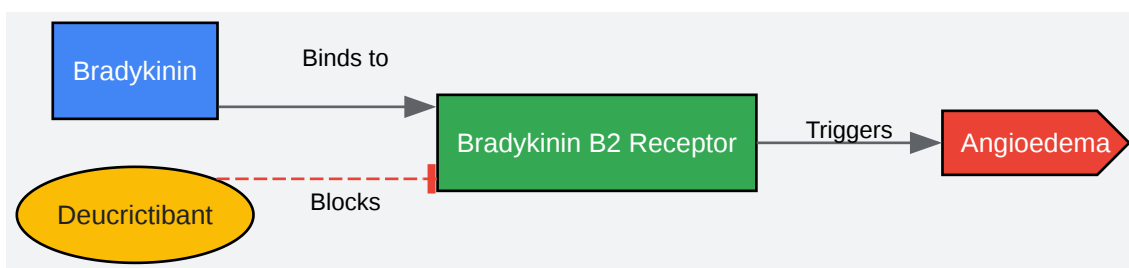 Bradykinin
Binds to
Bradykinin B2 Receptor
Triggers
Angioedema
Deucrictibant
Blocks